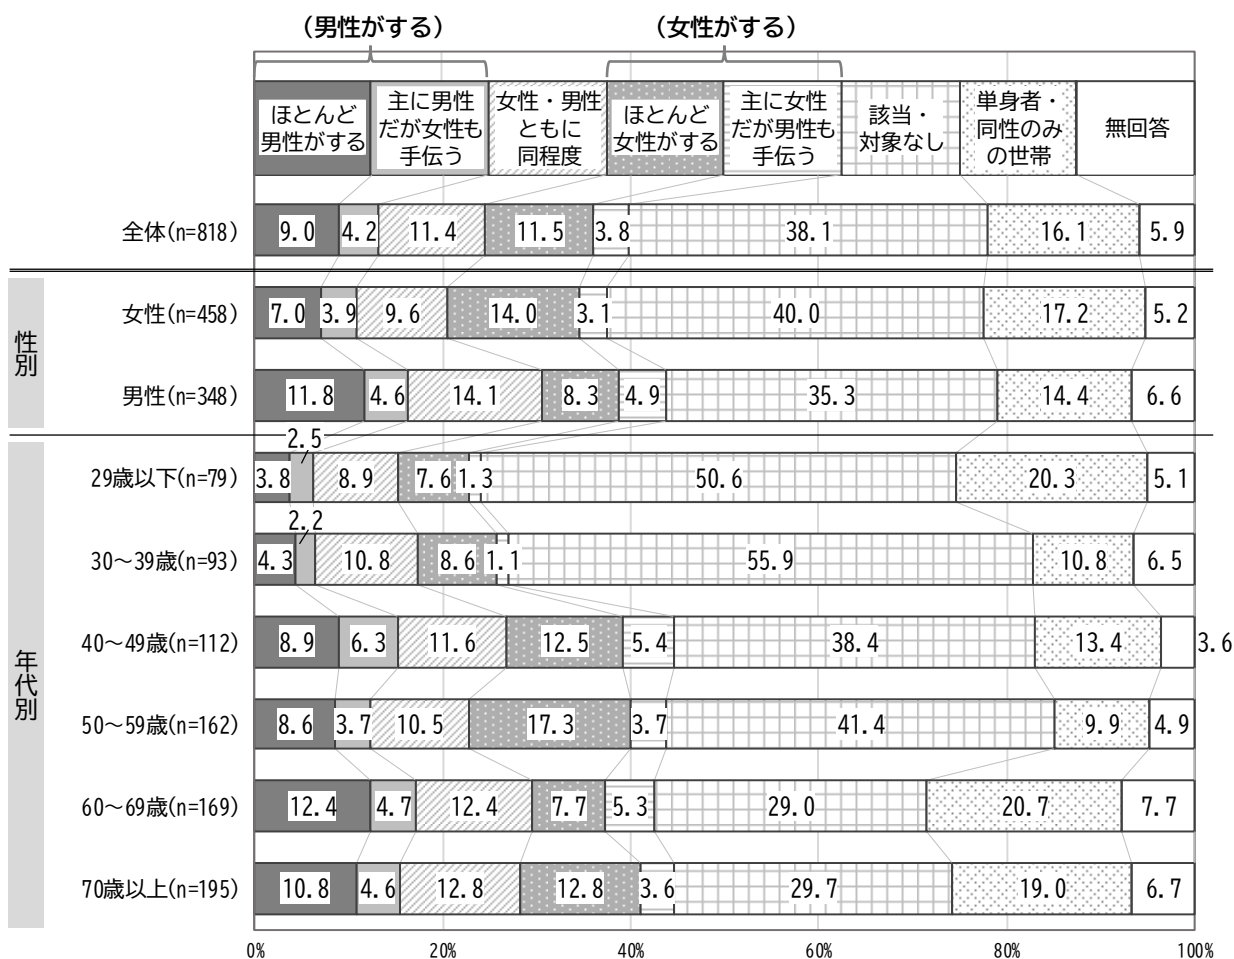 (男性がする)
(女性がする)
ほとんど
男性がする
主に男性
だが女性も
手伝う
女性・男性
ともに
同程度
ほとんど
女性がする
主に女性
だが男性も
手伝う
該当・
対象なし
単身者・
同性のみ
の世帯
無回答
全体(n=818)
9.0 4.2 11.4 11.5 3.8 38.1 16.1 5.9
性別
女性(n=458)
7.0 3.9 9.6 14.0 3.1 40.0 17.2 5.2
男性(n=348)
11.8 4.6 14.1 8.3 4.9 35.3 14.4 6.6
年代別
29歳以下(n=79)
3.8 2.5 8.9 7.6 1.3 50.6 20.3 5.1
30～39歳(n=93)
4.3 2.2 10.8 8.6 1.1 55.9 10.8 6.5
40～49歳(n=112)
8.9 6.3 11.6 12.5 5.4 38.4 13.4 3.6
50～59歳(n=162)
8.6 3.7 10.5 17.3 3.7 41.4 9.9 4.9
60～69歳(n=169)
12.4 4.7 12.4 7.7 5.3 29.0 20.7 7.7
70歳以上(n=195)
10.8 4.6 12.8 12.8 3.6 29.7 19.0 6.7
0% 20% 40% 60% 80% 100%